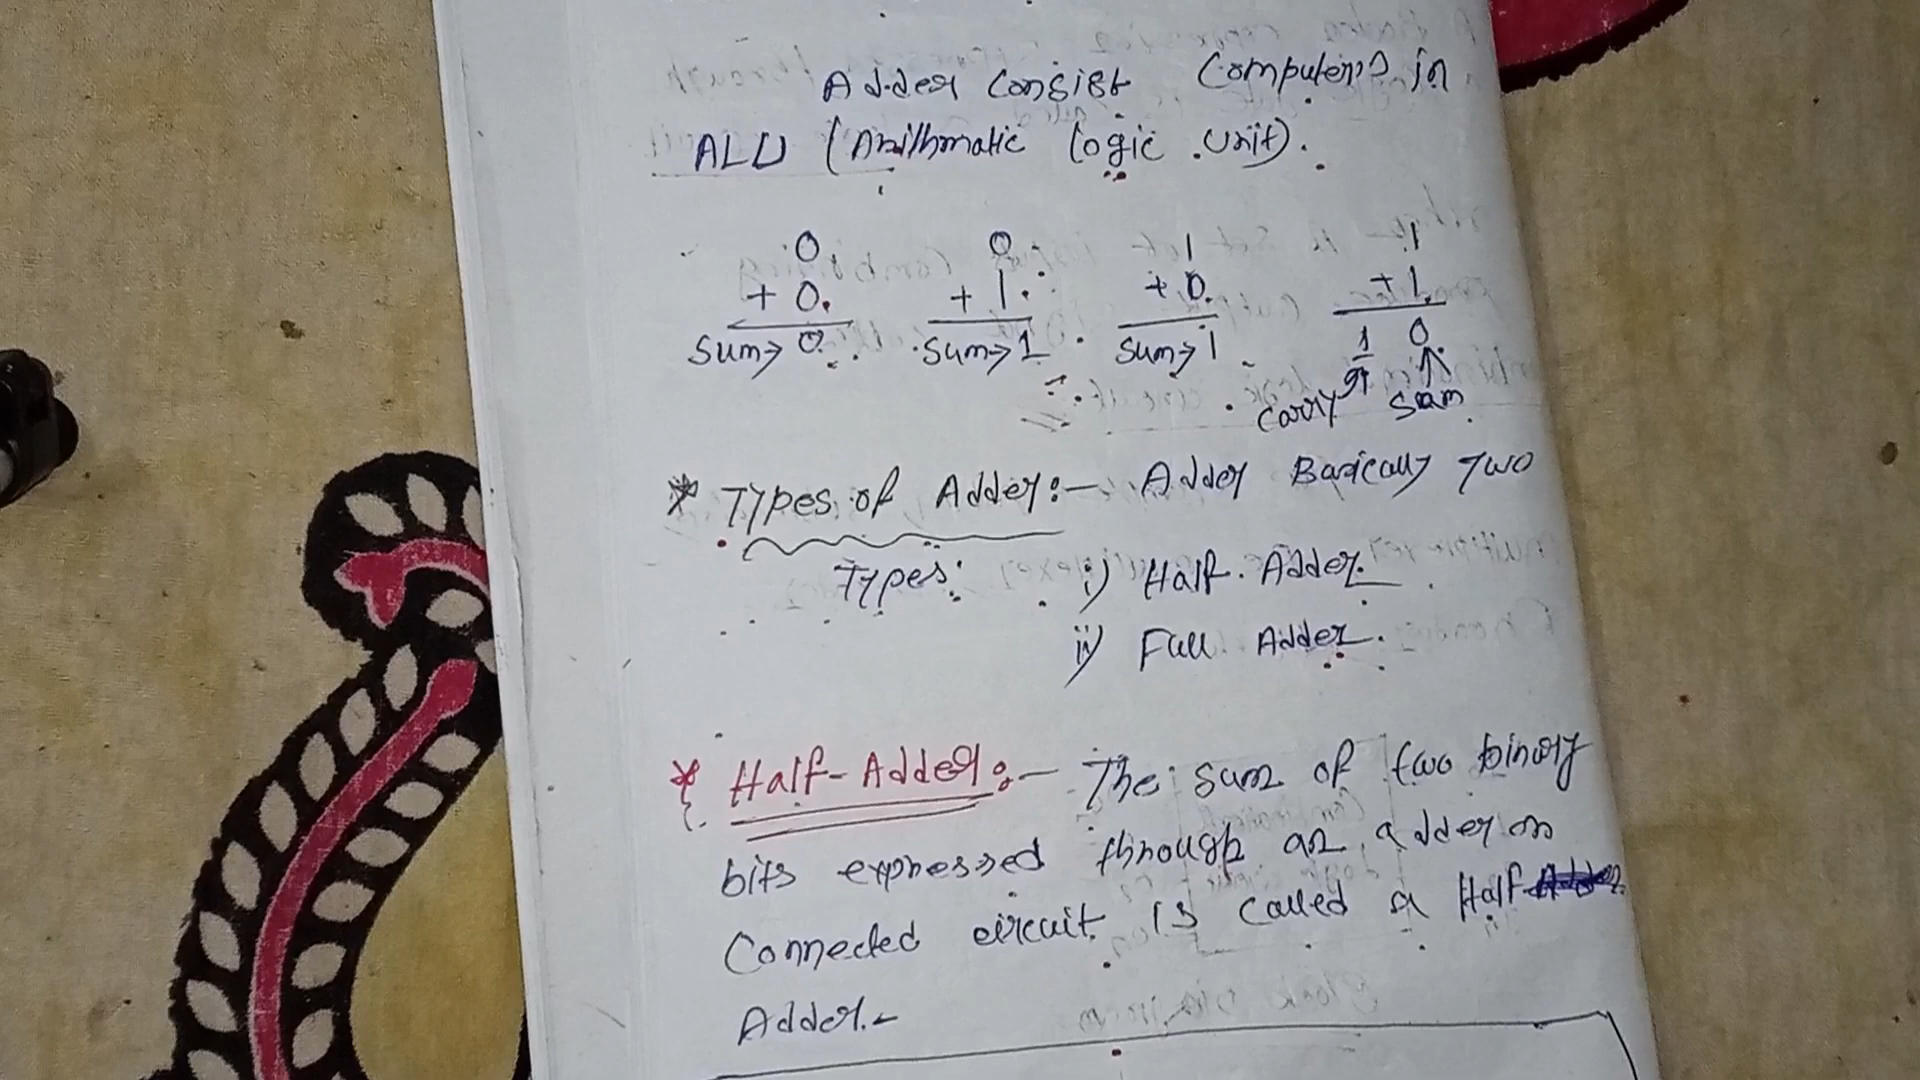 Adder Consist Computers in
ALU (Arithmatic Logic Unit).
0 0 1 1
+ 0 + 1 + 0 + 1
Sum→ 0 Sum→ 1 Sum→ 1 1 0
Carry Sum
* Types of Adder:- Adder Basically Two
Types: i) Half Adder.
ii) Full Adder.
* Half-Adder:- The Sum of two binary
bits expressed through an adder or
Connected circuit is called a Half
Adder.